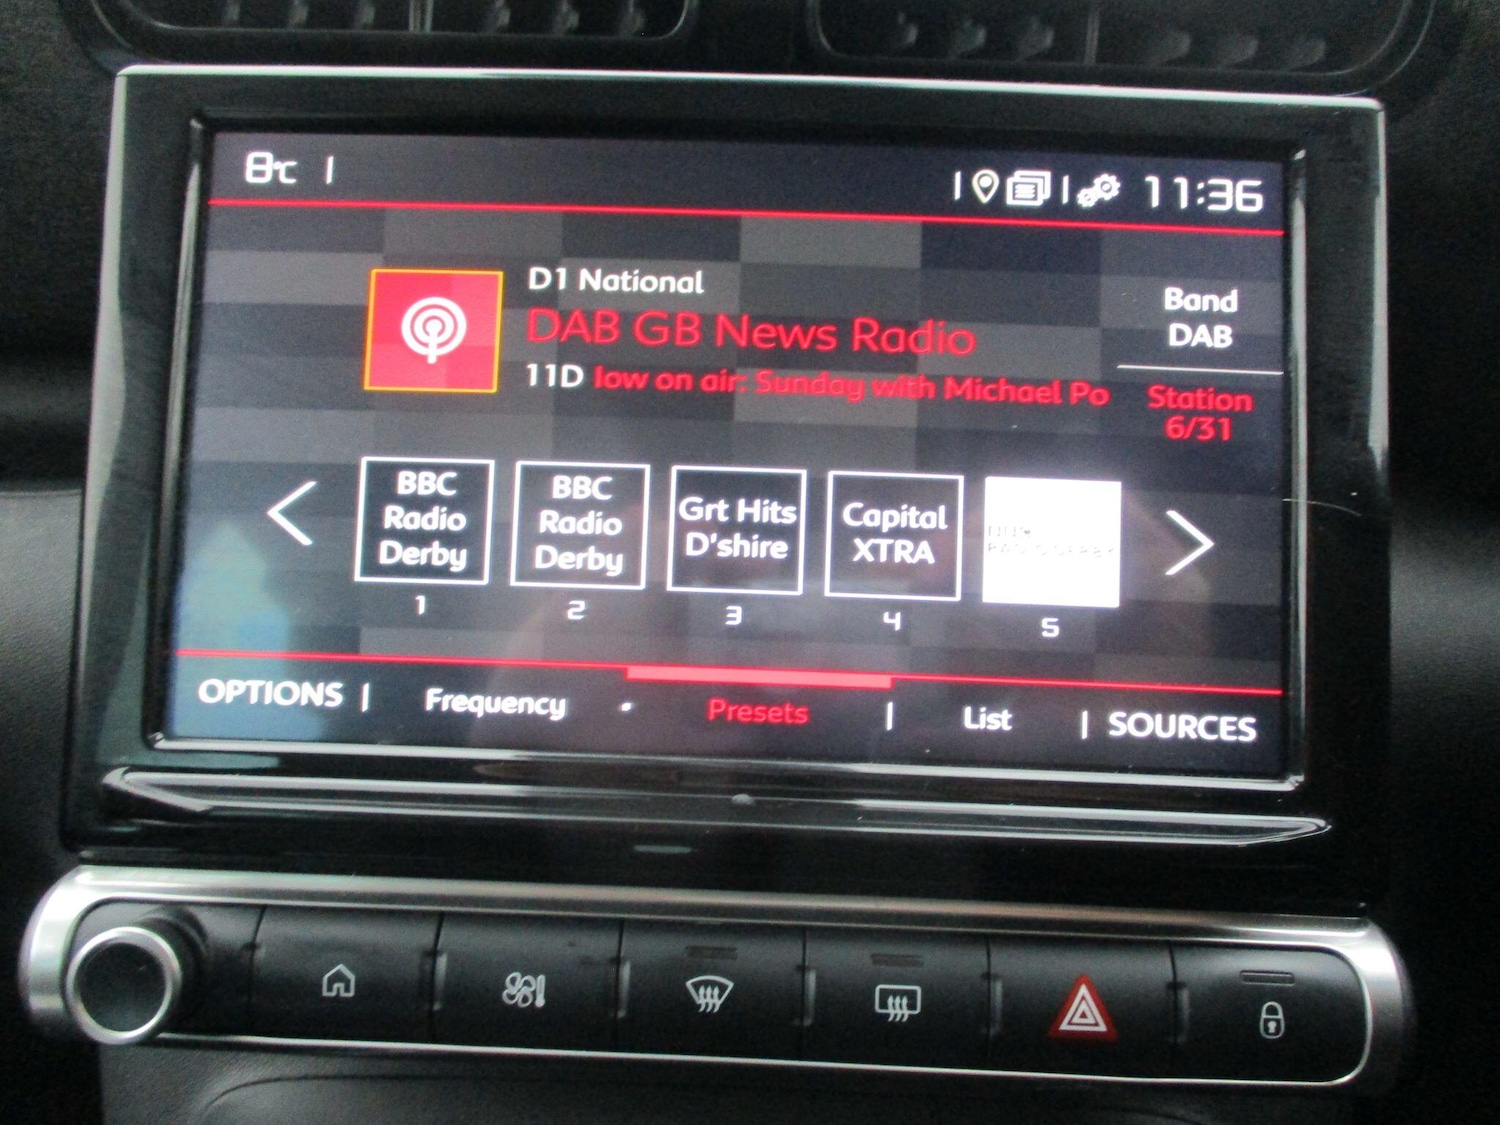 8°C
11:36
D1 National
DAB GB News Radio
11D low on air: Sunday with Michael Po
Band
DAB
Station
6/31
BBC
Radio
Derby
BBC
Radio
Derby
Grt Hits
D'shire
Capital
XTRA
1
2
3
4
5
OPTIONS
Frequency
Presets
List
SOURCES